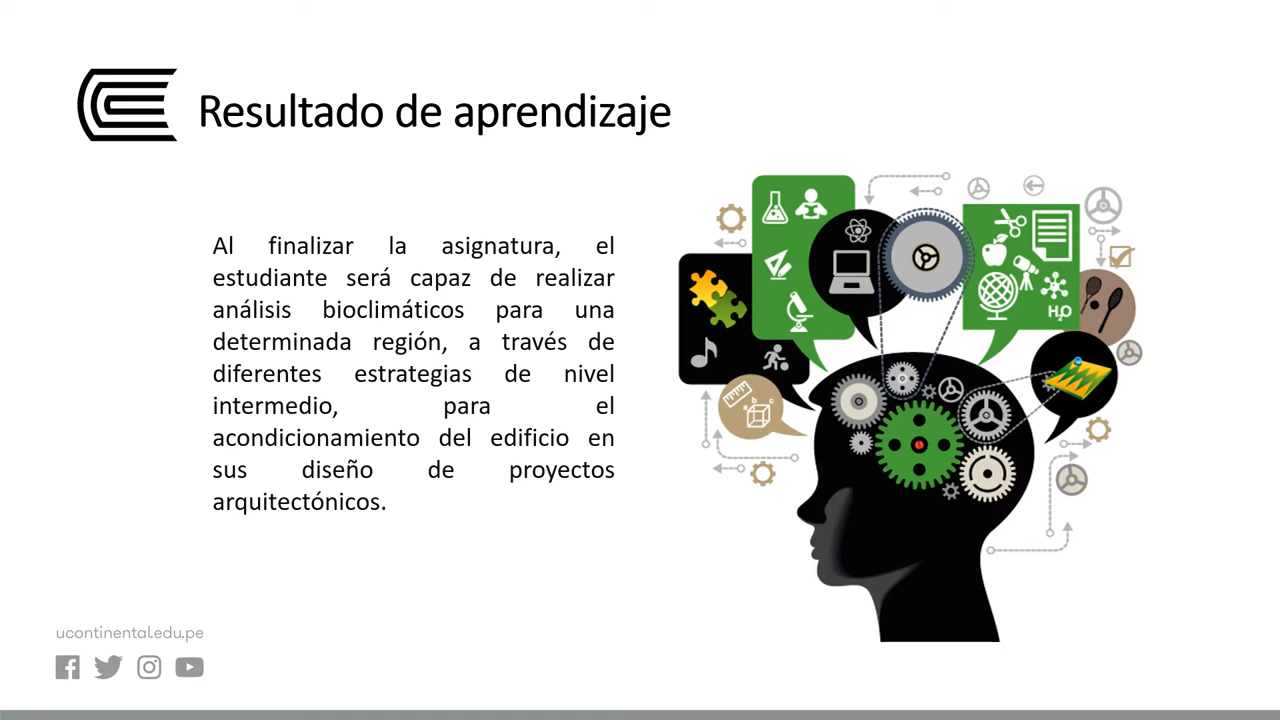 Resultado de aprendizaje
Al finalizar la asignatura, el
estudiante será capaz de realizar
análisis bioclimáticos para una
determinada región, a través de
diferentes estrategias de nivel
intermedio, para el
acondicionamiento del edificio en
sus diseño de proyectos
arquitectónicos.
H2O
a b c
ucontinental.edu.pe